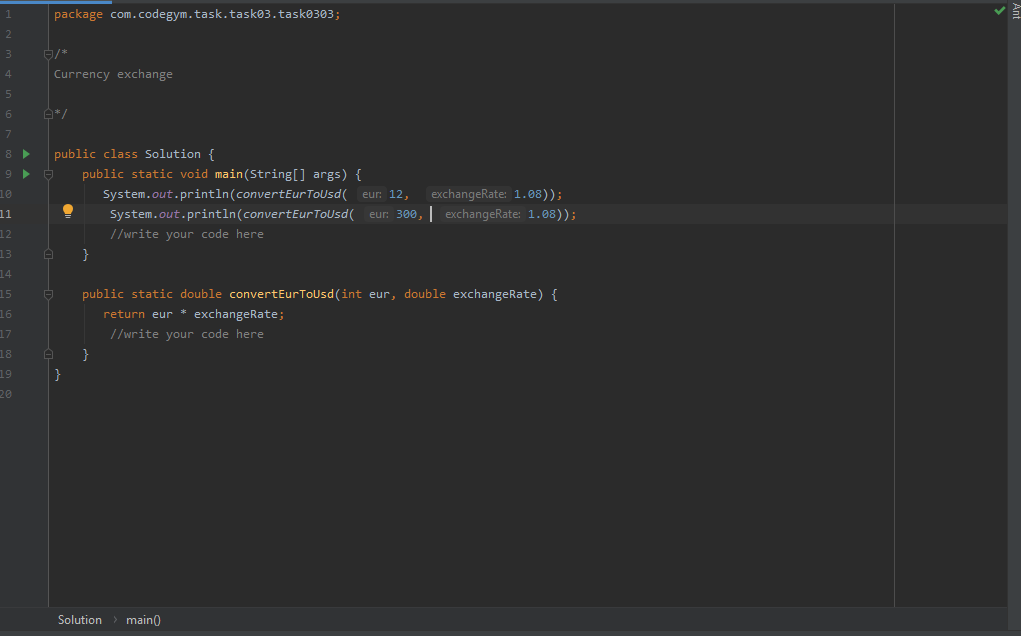 1 package com.codegym.task.task03.task0303;
2
3 /*
4 Currency exchange
5
6 */
7
8 public class Solution {
9 public static void main(String[] args) {
10 System.out.println(convertEurToUsd( eur: 12, exchangeRate: 1.08));
11 System.out.println(convertEurToUsd( eur: 300, exchangeRate: 1.08));
12 //write your code here
13 }
14
15 public static double convertEurToUsd(int eur, double exchangeRate) {
16 return eur * exchangeRate;
17 //write your code here
18 }
19 }
20
Ant
Solution › main()